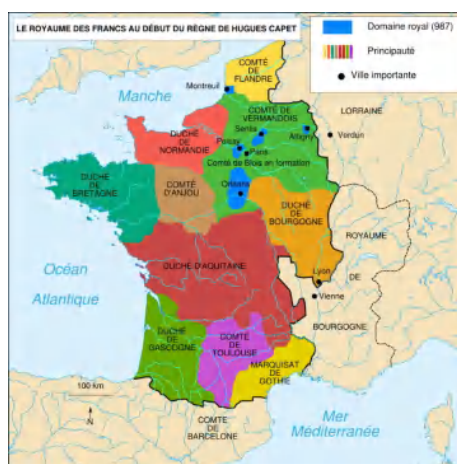 LE ROYAUME DES FRANCS AU DÉBUT DU RÈGNE DE HUGUES CAPET
Domaine royal (987)
Principauté
Ville importante
COMTÉ
DE
FLANDRE
Montreuil
Manche
COMTÉ DE VERMANDOIS
LORRAINE
Senlis
Attigny
Verdun
DUCHÉ
DE
NORMANDIE
Poissy
Paris
Comté de Blois en formation
DUCHÉ
DE
BRETAGNE
COMTÉ
D'ANJOU
Orléans
DUCHÉ
DE
BOURGOGNE
ROYAUME
DE
BOURGOGNE
Océan
Atlantique
DUCHÉ D'AQUITAINE
Lyon
Vienne
DUCHÉ
DE
GASCOGNE
COMTÉ
DE
TOULOUSE
MARQUISAT
DE
GOTHIE
100 km
N
COMTÉ
DE
BARCELONE
Mer
Méditerranée